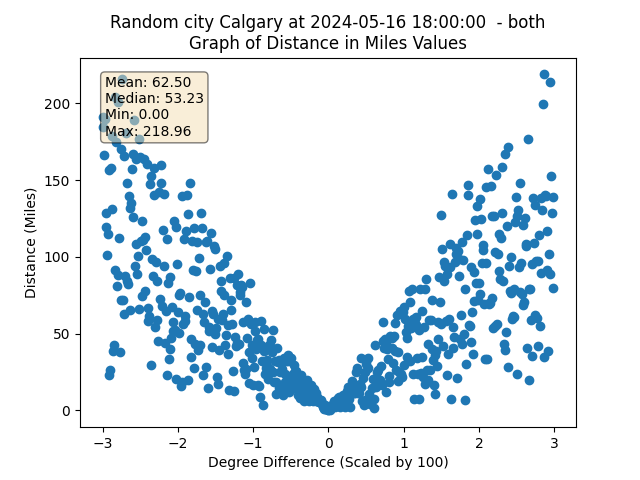 Random city Calgary at 2024-05-16 18:00:00  - both
Graph of Distance in Miles Values
Mean: 62.50
Median: 53.23
Min: 0.00
Max: 218.96
Distance (Miles)
200
150
100
50
0
−3 −2 −1 0 1 2 3
Degree Difference (Scaled by 100)